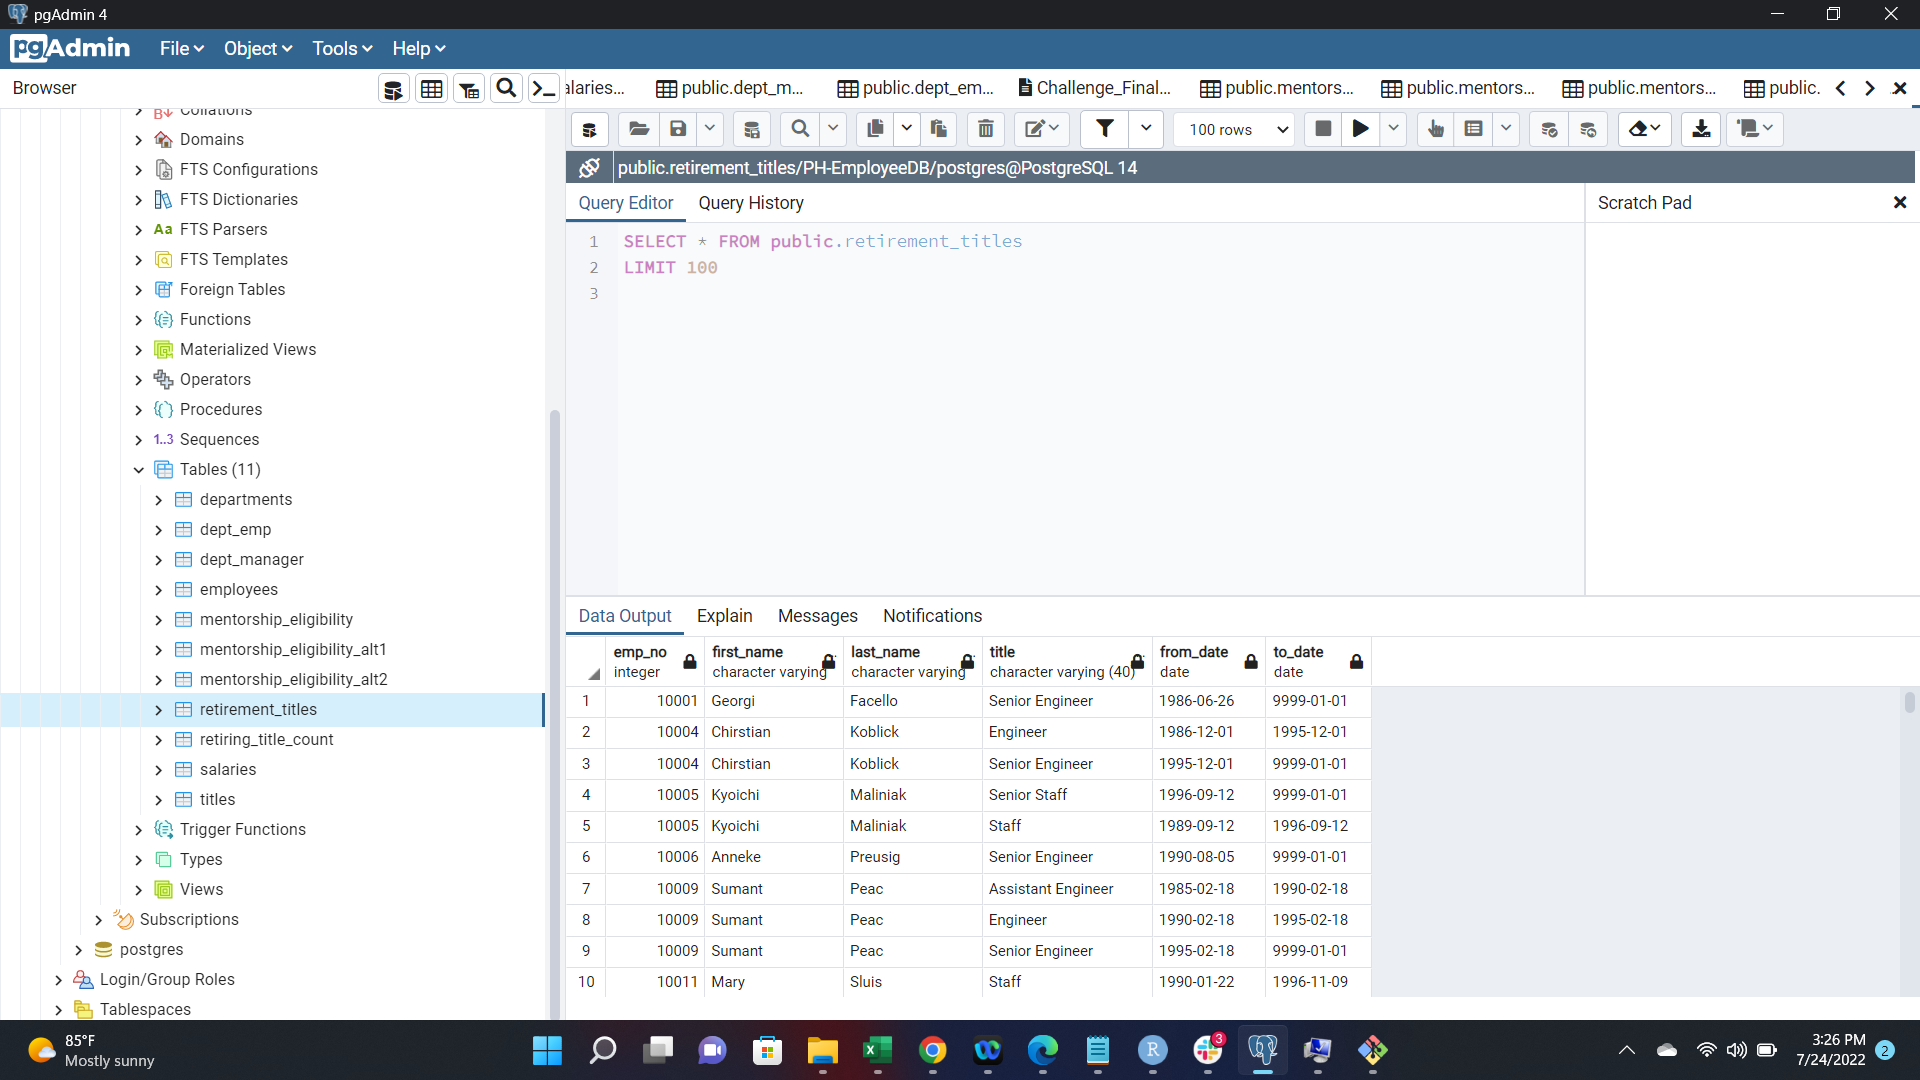 pgAdmin 4
pgAdmin File Object Tools Help
Browser
alaries... public.dept_m... public.dept_em... Challenge_Final... public.mentors... public.mentors... public.mentors... public.
100 rows
public.retirement_titles/PH-EmployeeDB/postgres@PostgreSQL 14
Query Editor Query History
Scratch Pad
1 SELECT * FROM public.retirement_titles
2 LIMIT 100
3
Collations
Domains
FTS Configurations
FTS Dictionaries
Aa FTS Parsers
FTS Templates
Foreign Tables
Functions
Materialized Views
Operators
Procedures
1..3 Sequences
Tables (11)
departments
dept_emp
dept_manager
employees
mentorship_eligibility
mentorship_eligibility_alt1
mentorship_eligibility_alt2
retirement_titles
retiring_title_count
salaries
titles
Trigger Functions
Types
Views
Subscriptions
postgres
Login/Group Roles
Tablespaces
Data Output Explain Messages Notifications
emp_no first_name last_name title from_date to_date
integer character varying character varying character varying (40) date date
1 10001 Georgi Facello Senior Engineer 1986-06-26 9999-01-01
2 10004 Chirstian Koblick Engineer 1986-12-01 1995-12-01
3 10004 Chirstian Koblick Senior Engineer 1995-12-01 9999-01-01
4 10005 Kyoichi Maliniak Senior Staff 1996-09-12 9999-01-01
5 10005 Kyoichi Maliniak Staff 1989-09-12 1996-09-12
6 10006 Anneke Preusig Senior Engineer 1990-08-05 9999-01-01
7 10009 Sumant Peac Assistant Engineer 1985-02-18 1990-02-18
8 10009 Sumant Peac Engineer 1990-02-18 1995-02-18
9 10009 Sumant Peac Senior Engineer 1995-02-18 9999-01-01
10 10011 Mary Sluis Staff 1990-01-22 1996-11-09
85°F
Mostly sunny
R
3
3:26 PM
7/24/2022
2